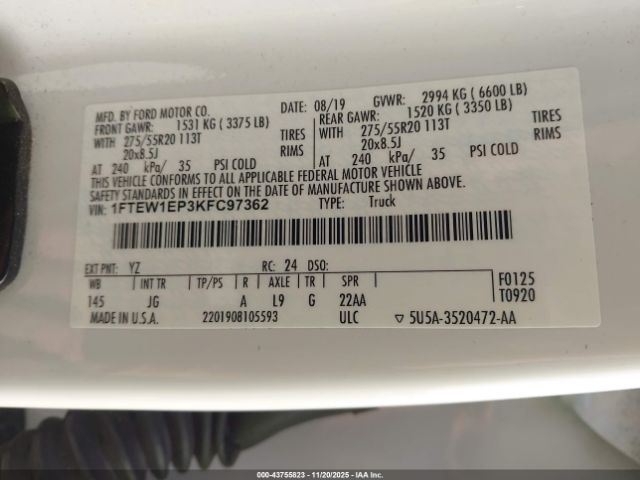 MFD. BY FORD MOTOR CO.
DATE: 08/19 GVWR: 2994 KG ( 6600 LB)
FRONT GAWR: 1531 KG ( 3375 LB) REAR GAWR: 1520 KG ( 3350 LB)
WITH 275/55R20 113T TIRES WITH 275/55R20 113T TIRES
20x8.5J RIMS 20x8.5J RIMS
AT 240 kPa/ 35 PSI COLD AT 240 kPa/ 35 PSI COLD
THIS VEHICLE CONFORMS TO ALL APPLICABLE FEDERAL MOTOR VEHICLE
SAFETY STANDARDS IN EFFECT ON THE DATE OF MANUFACTURE SHOWN ABOVE.
VIN: 1FTEW1EP3KFC97362 TYPE: Truck
EXT PNT: YZ RC: 24 DSO:
WB INT TR TP/PS R AXLE TR SPR F0125
145 JG A L9 G 22AA T0920
MADE IN U.S.A. 2201908105593 ULC ▽ 5U5A-3520472-AA
000-43755823 - 11/20/2025 - IAA, Inc.